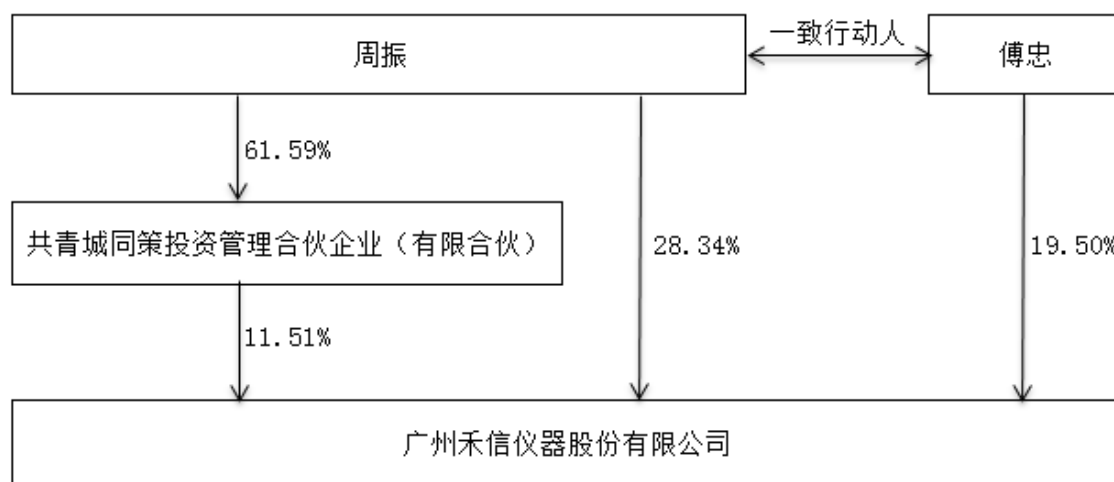 周振
一致行动人
傅忠
61.59%
共青城同策投资管理合伙企业（有限合伙）
28.34%
19.50%
11.51%
广州禾信仪器股份有限公司